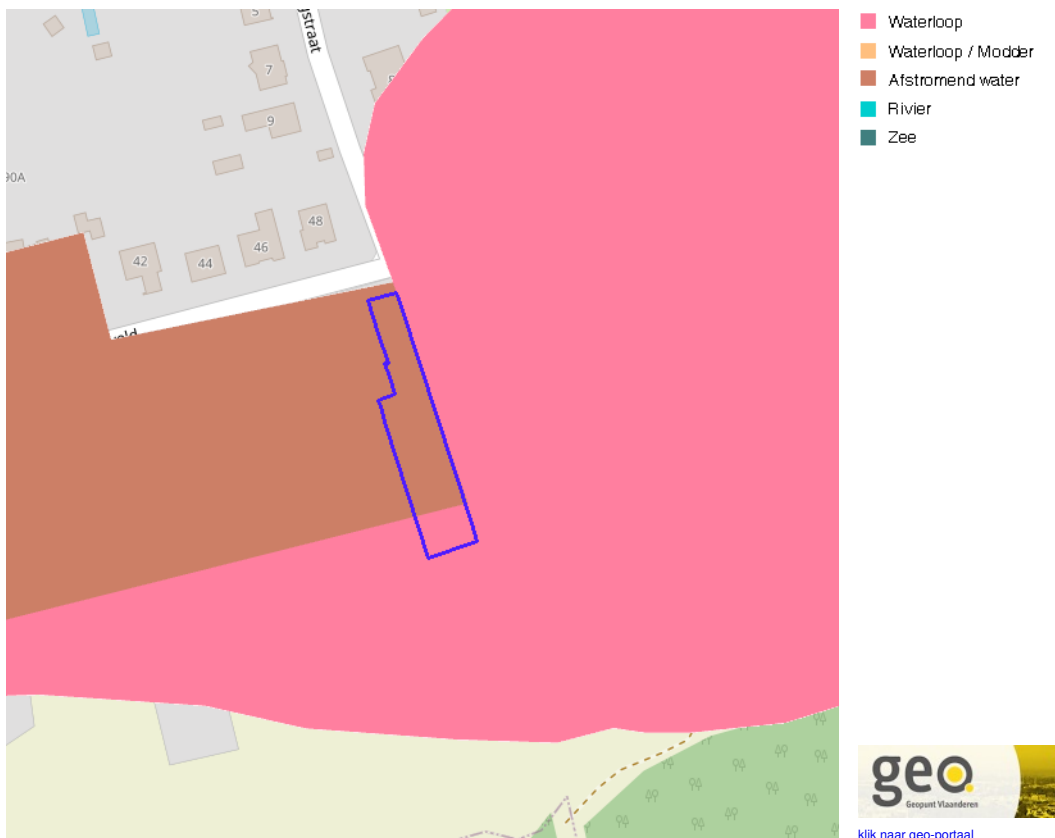 gstraat
5
7
9
90A
48
46
44
42
Waterloop
Waterloop / Modder
Afstromend water
Rivier
Zee
geo.
Geopunt Vlaanderen
klik naar geo-portaal